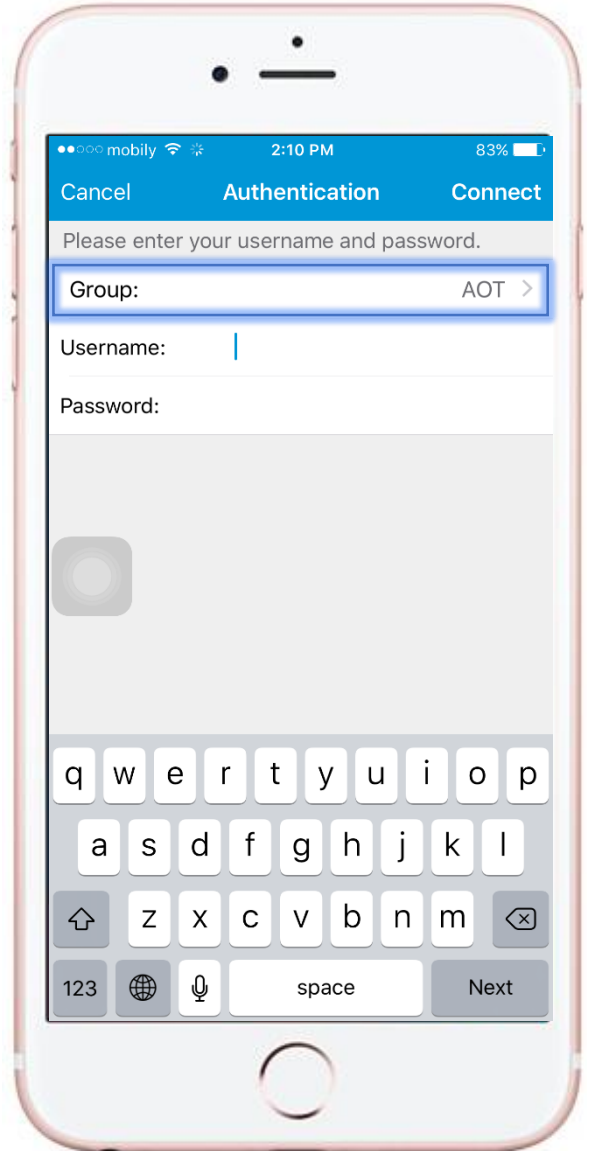 mobily 2:10 PM 83%
Cancel Authentication Connect
Please enter your username and password.
Group: AOT
Username:
Password:
q w e r t y u i o p
a s d f g h j k l
z x c v b n m
123 space Next